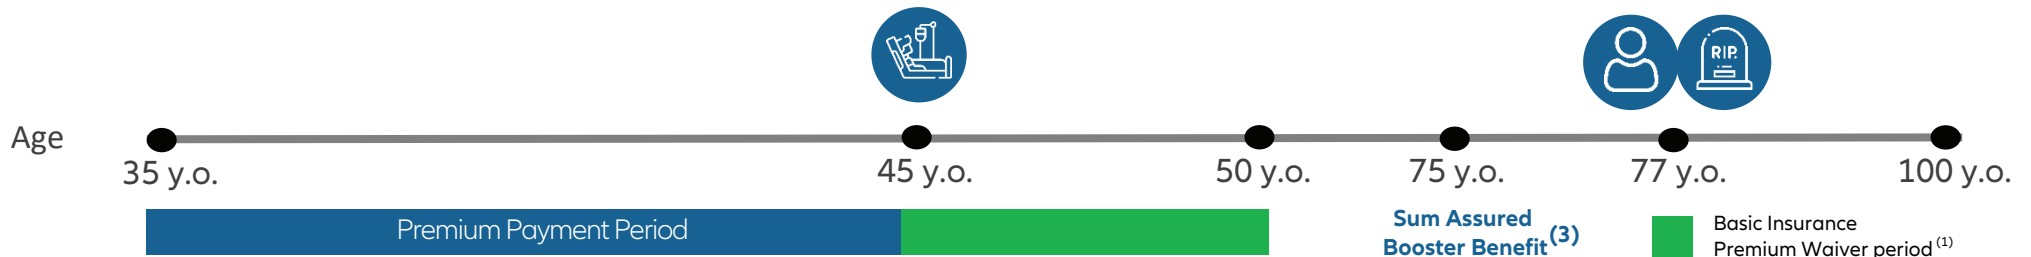 RIP.
Age
35 y.o.
45 y.o.
50 y.o.
75 y.o.
77 y.o.
100 y.o.
Premium Payment Period
Sum Assured
Booster Benefit (3)
Basic Insurance
Premium Waiver period (1)